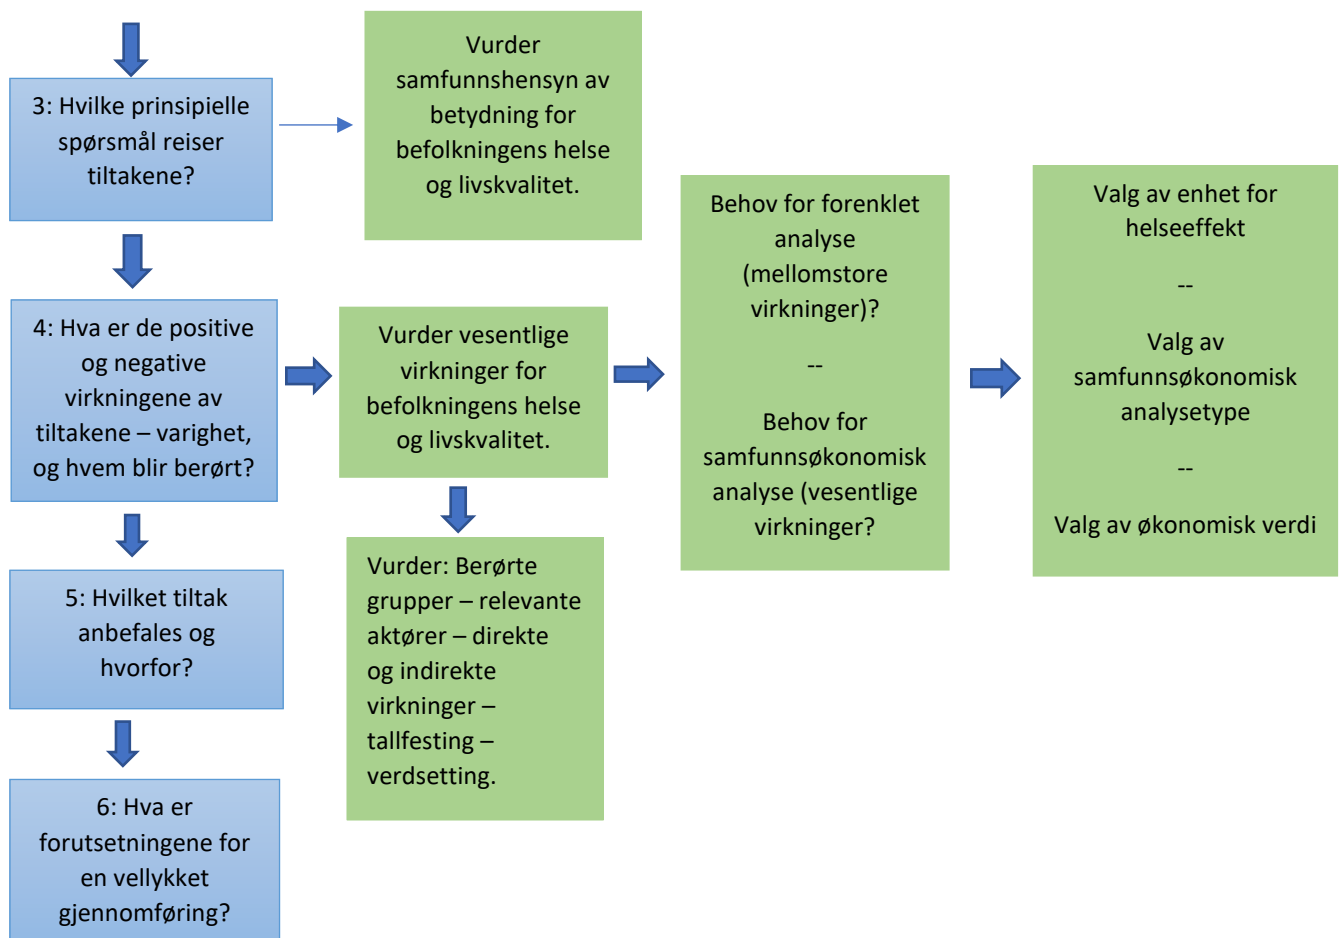 3: Hvilke prinsipielle
spørsmål reiser
tiltakene?
Vurder
samfunnshensyn av
betydning for
befolkningens helse
og livskvalitet.
4: Hva er de positive
og negative
virkningene av
tiltakene – varighet,
og hvem blir berørt?
Vurder vesentlige
virkninger for
befolkningens helse
og livskvalitet.
Behov for forenklet
analyse
(mellomstore
virkninger)?
--
Behov for
samfunnsøkonomisk
analyse (vesentlige
virkninger?
Valg av enhet for
helseeffekt
--
Valg av
samfunnsøkonomisk
analysetype
--
Valg av økonomisk verdi
Vurder: Berørte
grupper – relevante
aktører – direkte
og indirekte
virkninger –
tallfesting –
verdsetting.
5: Hvilket tiltak
anbefales og
hvorfor?
6: Hva er
forutsetningene for
en vellykket
gjennomføring?